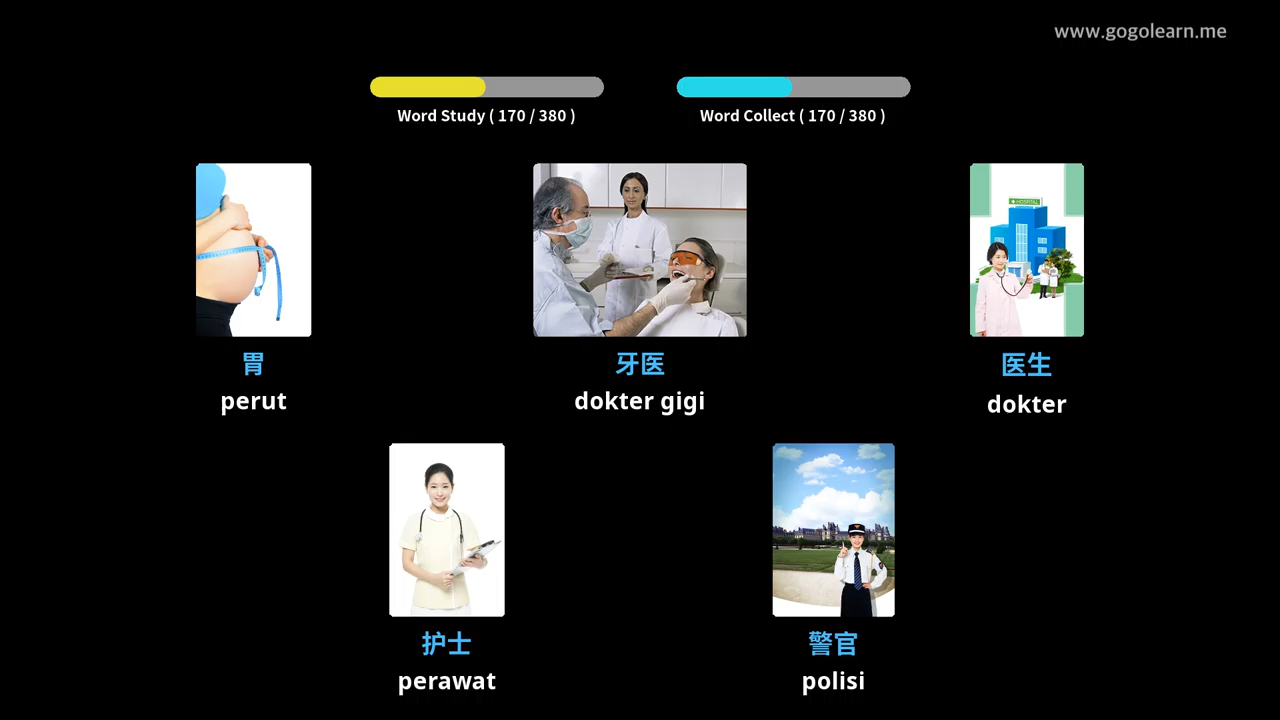 www.gogolearn.me
Word Study ( 170 / 380 )
Word Collect ( 170 / 380 )
HOSPITAL
胃
perut
牙医
dokter gigi
医生
dokter
护士
perawat
警官
polisi